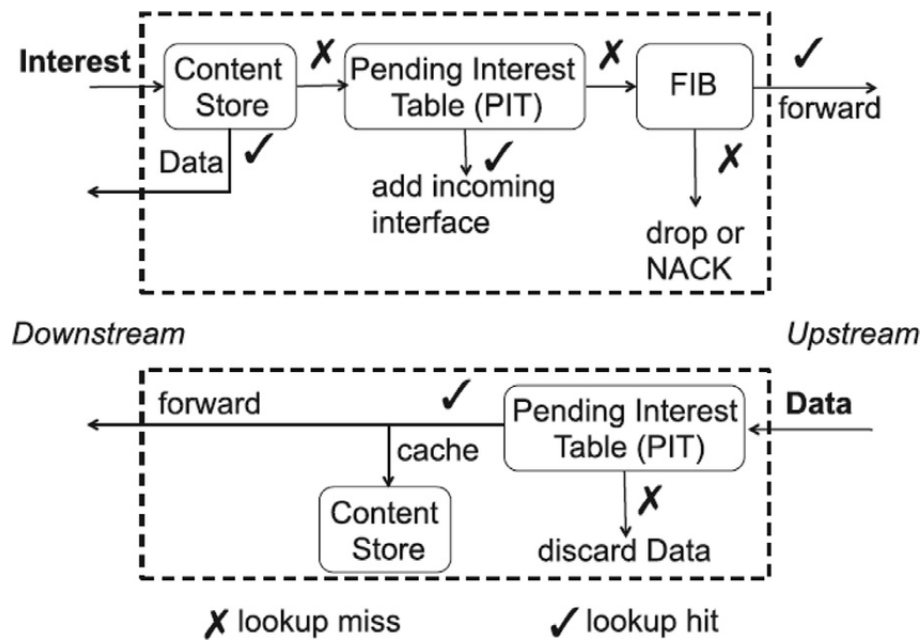 Interest
Content
Store
Pending Interest
Table (PIT)
FIB
forward
Data
add incoming
interface
drop or
NACK
Downstream
Upstream
forward
Pending Interest
Table (PIT)
Data
cache
Content
Store
discard Data
✗ lookup miss
✓ lookup hit